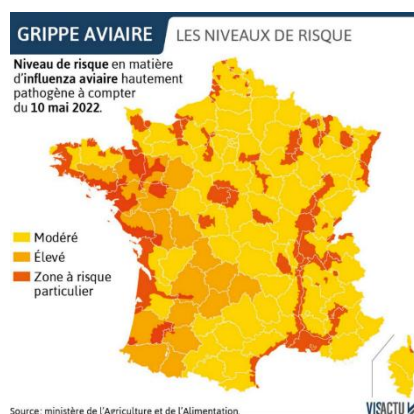 GRIPPE AVIAIRE LES NIVEAUX DE RISQUE
Niveau de risque en matière
d'influenza aviaire hautement
pathogène à compter
du 10 mai 2022.
Modéré
Élevé
Zone à risque
particulier
Source: ministère de l'Agriculture et de l'Alimentation
VISACTU